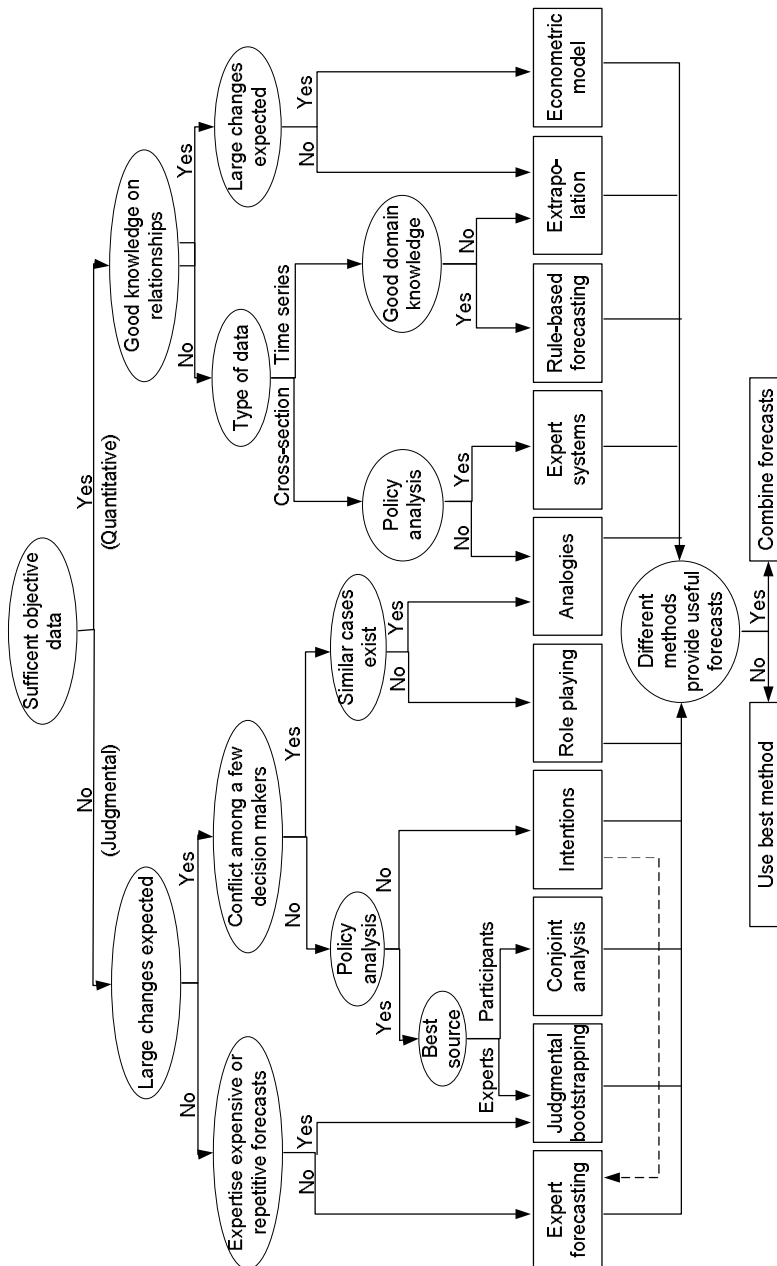 Sufficent objective
data
No
(Judgmental)
Yes
(Quantitative)
Large changes expected
Good knowledge on
relationships
No
Yes
No
Yes
Expertise expensive or
repetitive forecasts
Conflict among a few
decision makers
Type of data
Large changes
expected
No
Yes
No
Yes
Cross-section
Time series
No
Yes
Policy
analysis
Similar cases
exist
Policy
analysis
Good domain
knowledge
Yes
No
No
Yes
No
Yes
Yes
No
Best
source
Experts
Participants
Expert
forecasting
Judgmental
bootstrapping
Conjoint
analysis
Intentions
Role playing
Analogies
Expert
systems
Rule-based
forecasting
Extrapo-
lation
Econometric
model
Different
methods
provide useful
forecasts
No
Yes
Use best method
Combine forecasts